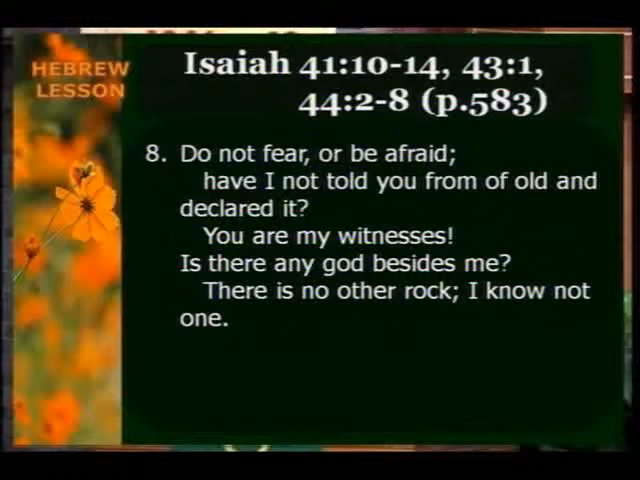 HEBREW
LESSON
Isaiah 41:10-14, 43:1,
44:2-8 (p.583)
8. Do not fear, or be afraid;
have I not told you from of old and
declared it?
You are my witnesses!
Is there any god besides me?
There is no other rock; I know not
one.